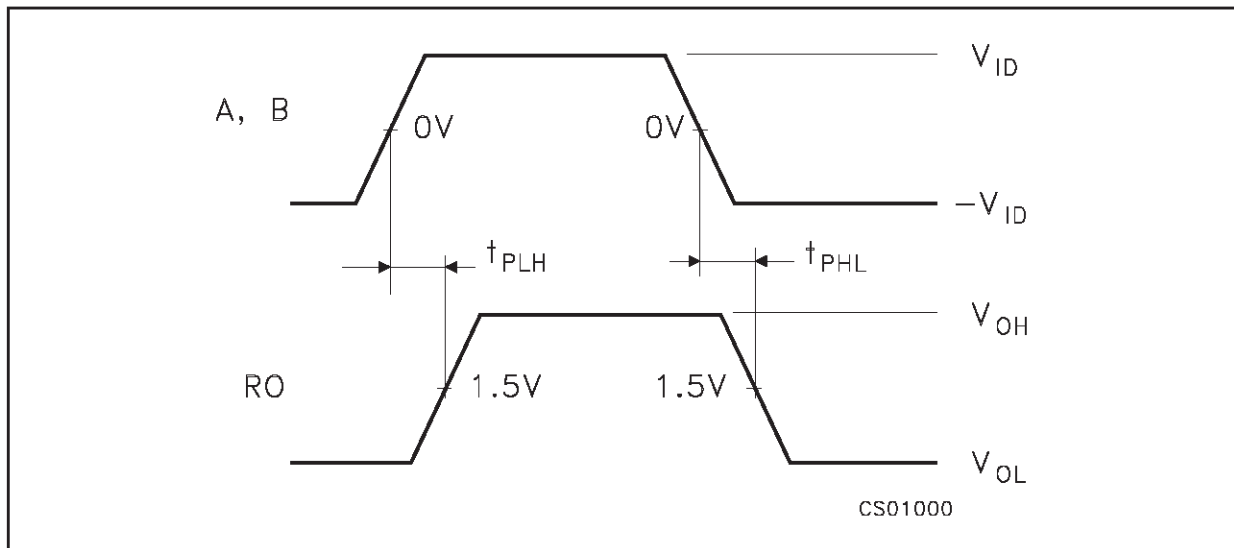 V_ID
A, B
0V 0V
-V_ID
t_PLH t_PHL
V_OH
RO 1.5V 1.5V
V_OL
CS01000